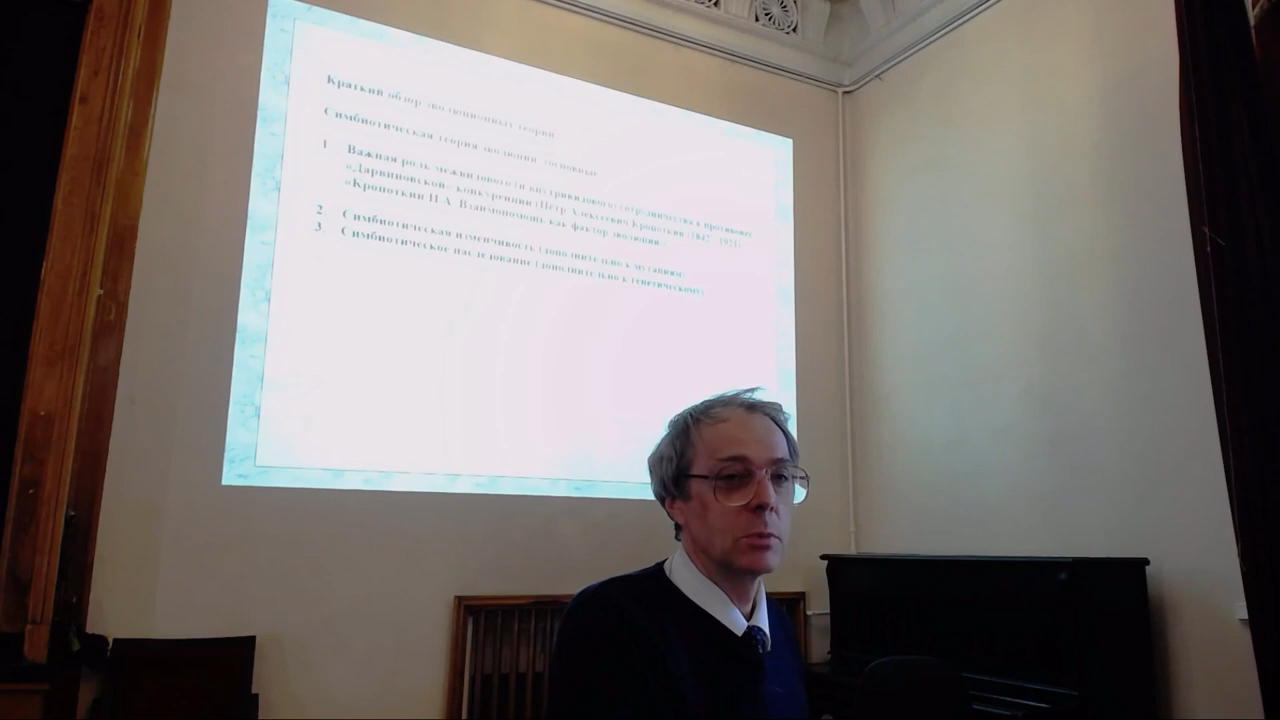 Краткий обзор эволюционных теорий
Симбиотическая теория эволюции
1. Важная роль межвидового (и внутривидового) сотрудничества в противовес
«Дарвиновской» конкуренции (Петр Алексеевич Кропоткин (1842 - 1921)
«Кропоткин П.А. Взаимопомощь как фактор эволюции»
2. Симбиотическая изменчивость (дополнительно к мутациям)
3. Симбиотическое наследование (дополнительно к генетическому)